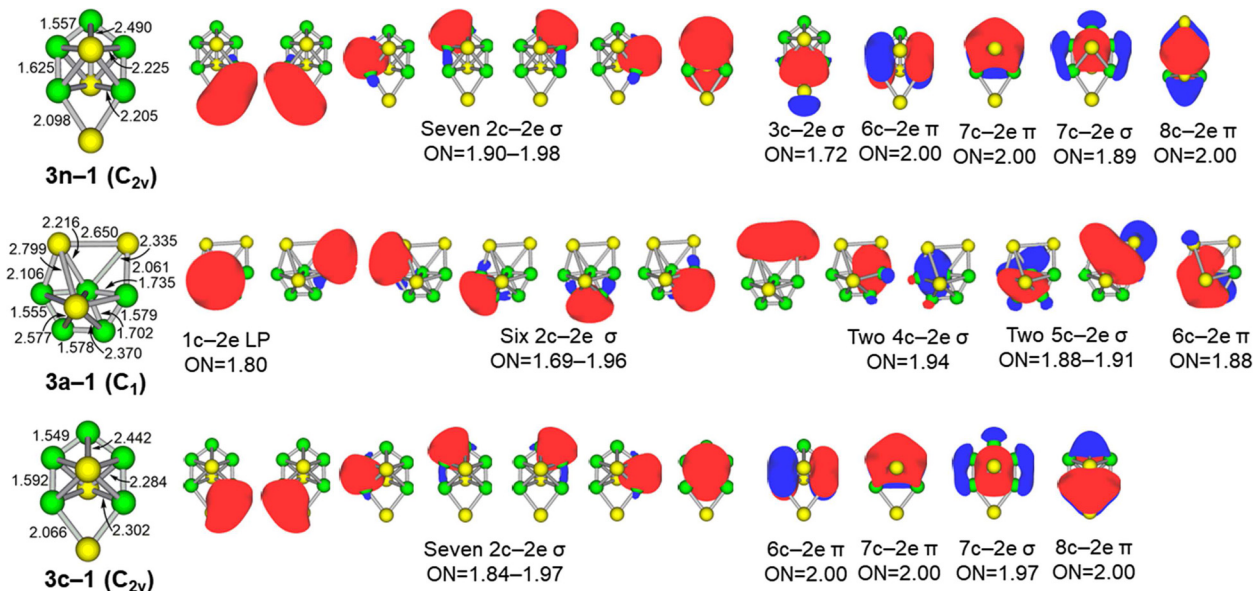 1.557
2.490
1.625
2.225
2.098
2.205
3n–1 (C2v)
Seven 2c–2e σ
ON=1.90–1.98
3c–2e σ
ON=1.72
6c–2e π
ON=2.00
7c–2e π
ON=2.00
7c–2e σ
ON=1.89
8c–2e π
ON=2.00
2.216
2.650
2.799
2.335
2.106
2.061
1.735
1.555
1.579
2.577
1.702
1.578
2.370
3a–1 (C1)
1c–2e LP
ON=1.80
Six 2c–2e σ
ON=1.69–1.96
Two 4c–2e σ
ON=1.94
Two 5c–2e σ
ON=1.88–1.91
6c–2e π
ON=1.88
1.549
2.442
1.592
2.284
2.066
2.302
3c–1 (C2v)
Seven 2c–2e σ
ON=1.84–1.97
6c–2e π
ON=2.00
7c–2e π
ON=2.00
7c–2e σ
ON=1.97
8c–2e π
ON=2.00